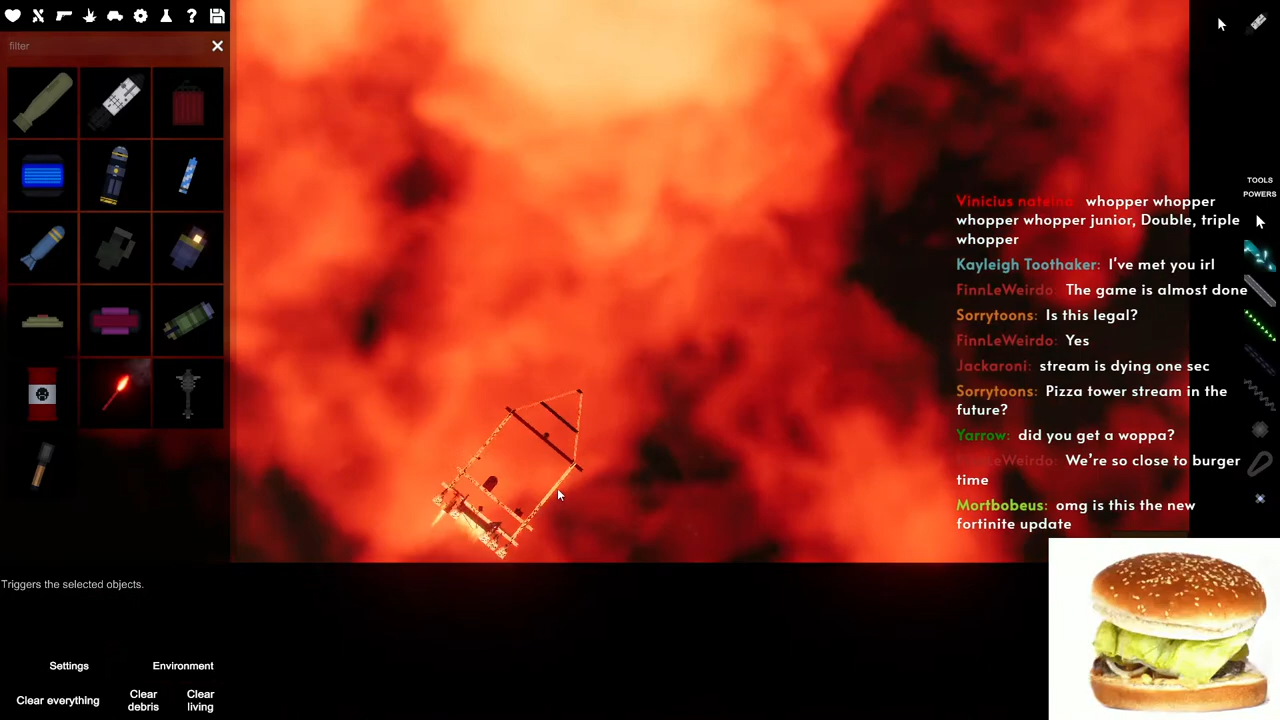 filter
TOOLS
POWERS
Vinicius nateina whopper whopper
whopper whopper junior, Double, triple
whopper
Kayleigh Toothaker: I've met you irl
FinnLeWeirdo: The game is almost done
Sorrytoons: Is this legal?
FinnLeWeirdo: Yes
Jackaroni: stream is dying one sec
Sorrytoons: Pizza tower stream in the
future?
Yarrow: did you get a woppa?
FinnLeWeirdo: We're so close to burger
time
Mortbobeus: omg is this the new
fortinite update
Triggers the selected objects.
Settings
Environment
Clear everything
Clear
debris
Clear
living